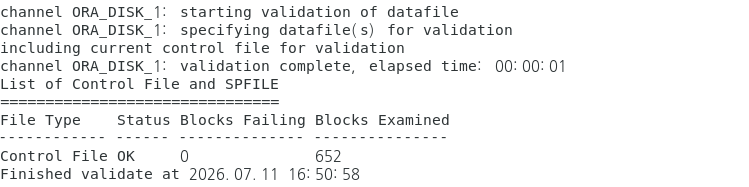 channel ORA_DISK_1: starting validation of datafile
channel ORA_DISK_1: specifying datafile(s) for validation
including current control file for validation
channel ORA_DISK_1: validation complete, elapsed time: 00:00:01
List of Control File and SPFILE
===============================
File Type    Status Blocks Failing Blocks Examined
------------ ------ -------------- ---------------
Control File OK     0              652
Finished validate at 2026.07.11 16:50:58